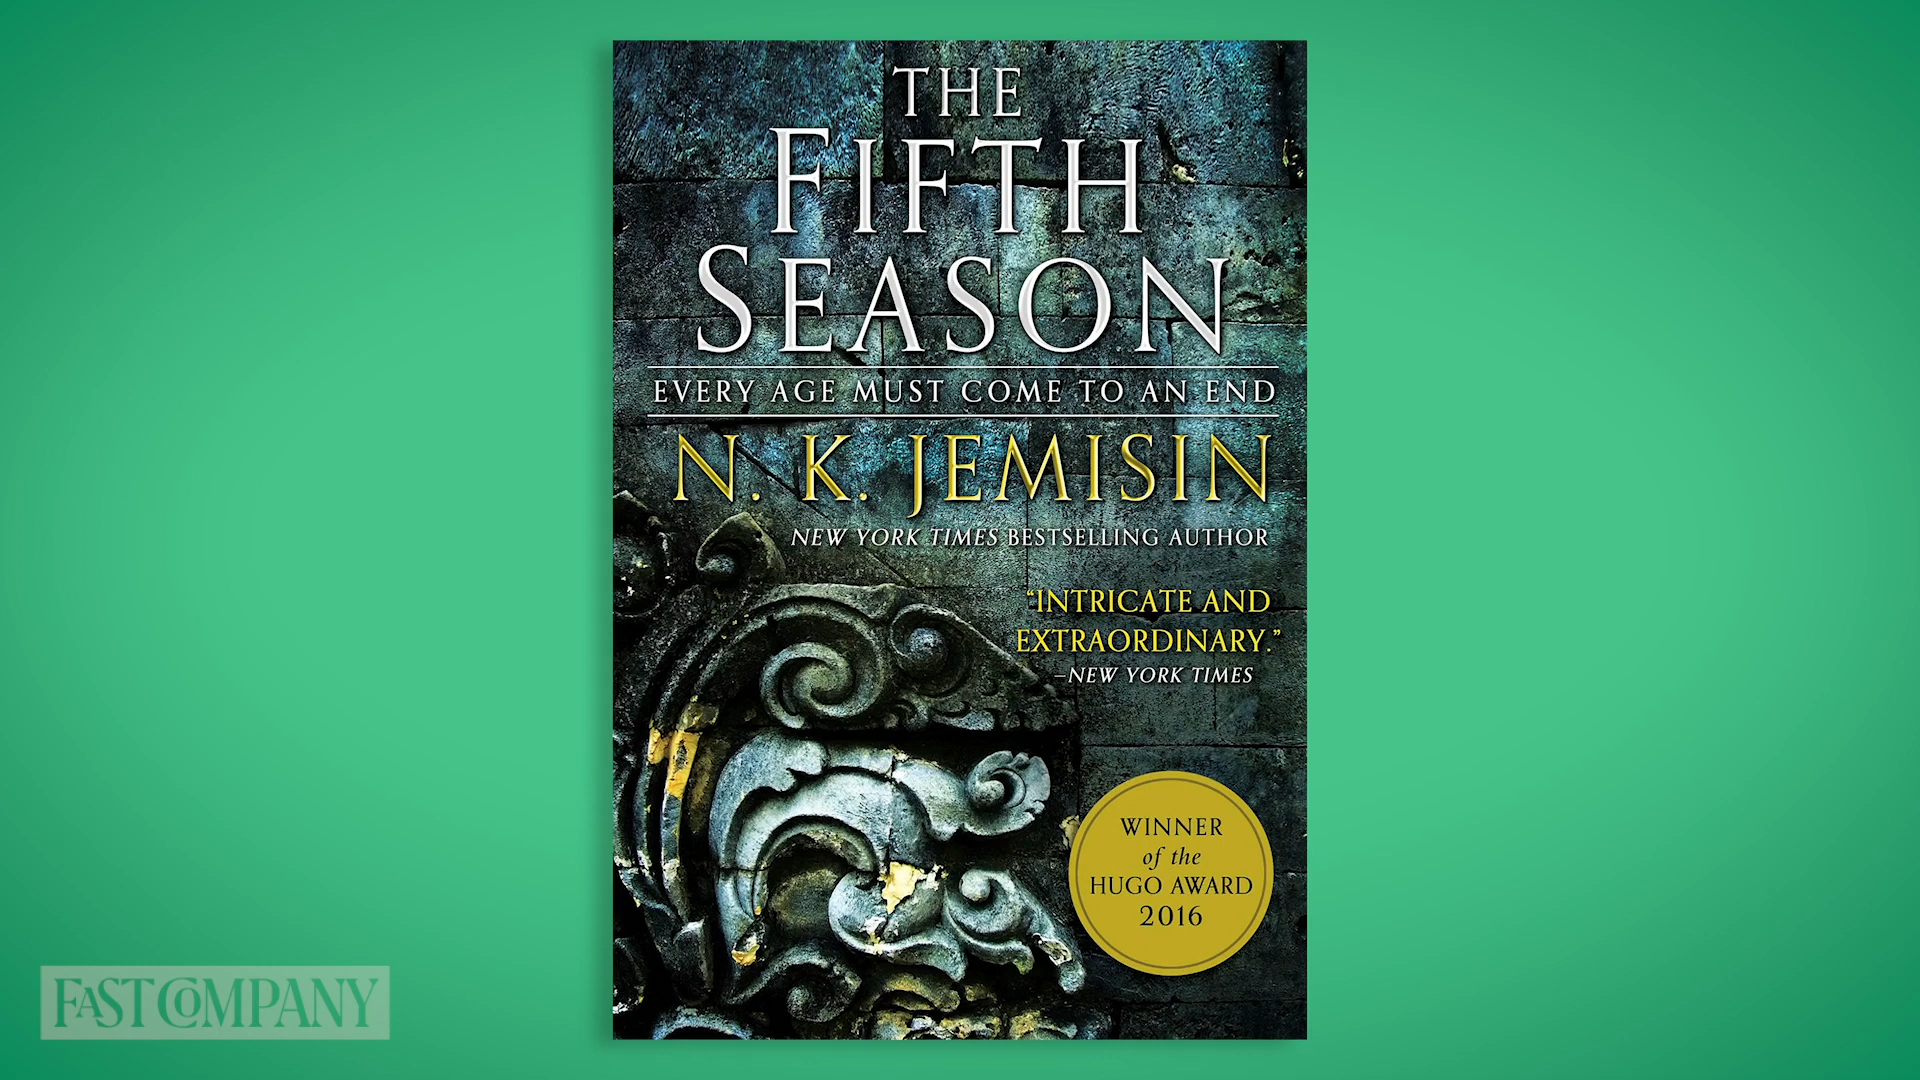 THE
FIFTH
SEASON
EVERY AGE MUST COME TO AN END
N. K. JEMISIN
NEW YORK TIMES BESTSELLING AUTHOR
“INTRICATE AND
EXTRAORDINARY.”
–NEW YORK TIMES
WINNER
of the
HUGO AWARD
2016
FAST COMPANY